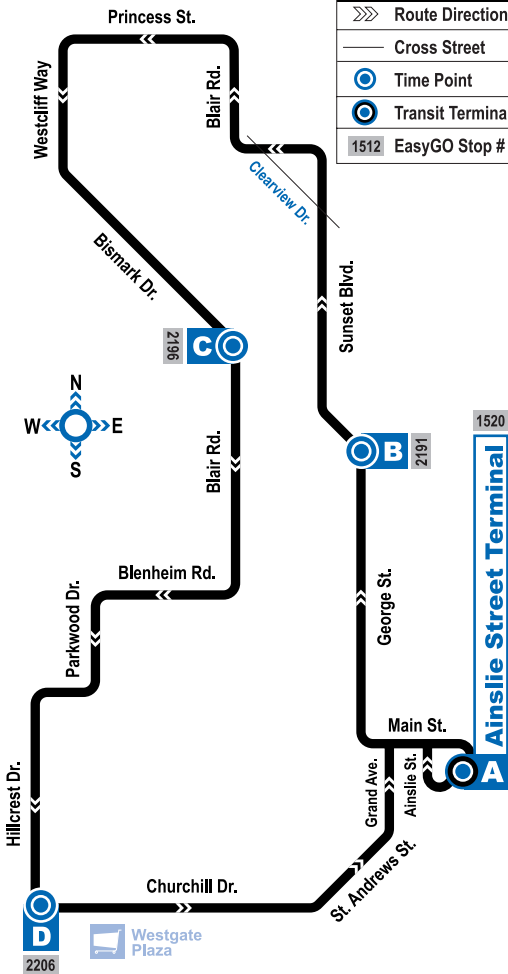 Princess St.
Route Direction
Cross Street
Time Point
Transit Termina
1512 EasyGO Stop #
Westcliff Way
Blair Rd.
Clearview Dr.
Bismark Dr.
Sunset Blvd.
2196
C
N
W
E
S
B
2191
1520
Ainslie Street Terminal
Blair Rd.
Blenheim Rd.
Parkwood Dr.
George St.
Main St.
A
Grand Ave.
Ainslie St.
Hillcrest Dr.
St. Andrews St.
Churchill Dr.
D
Westgate
Plaza
2206